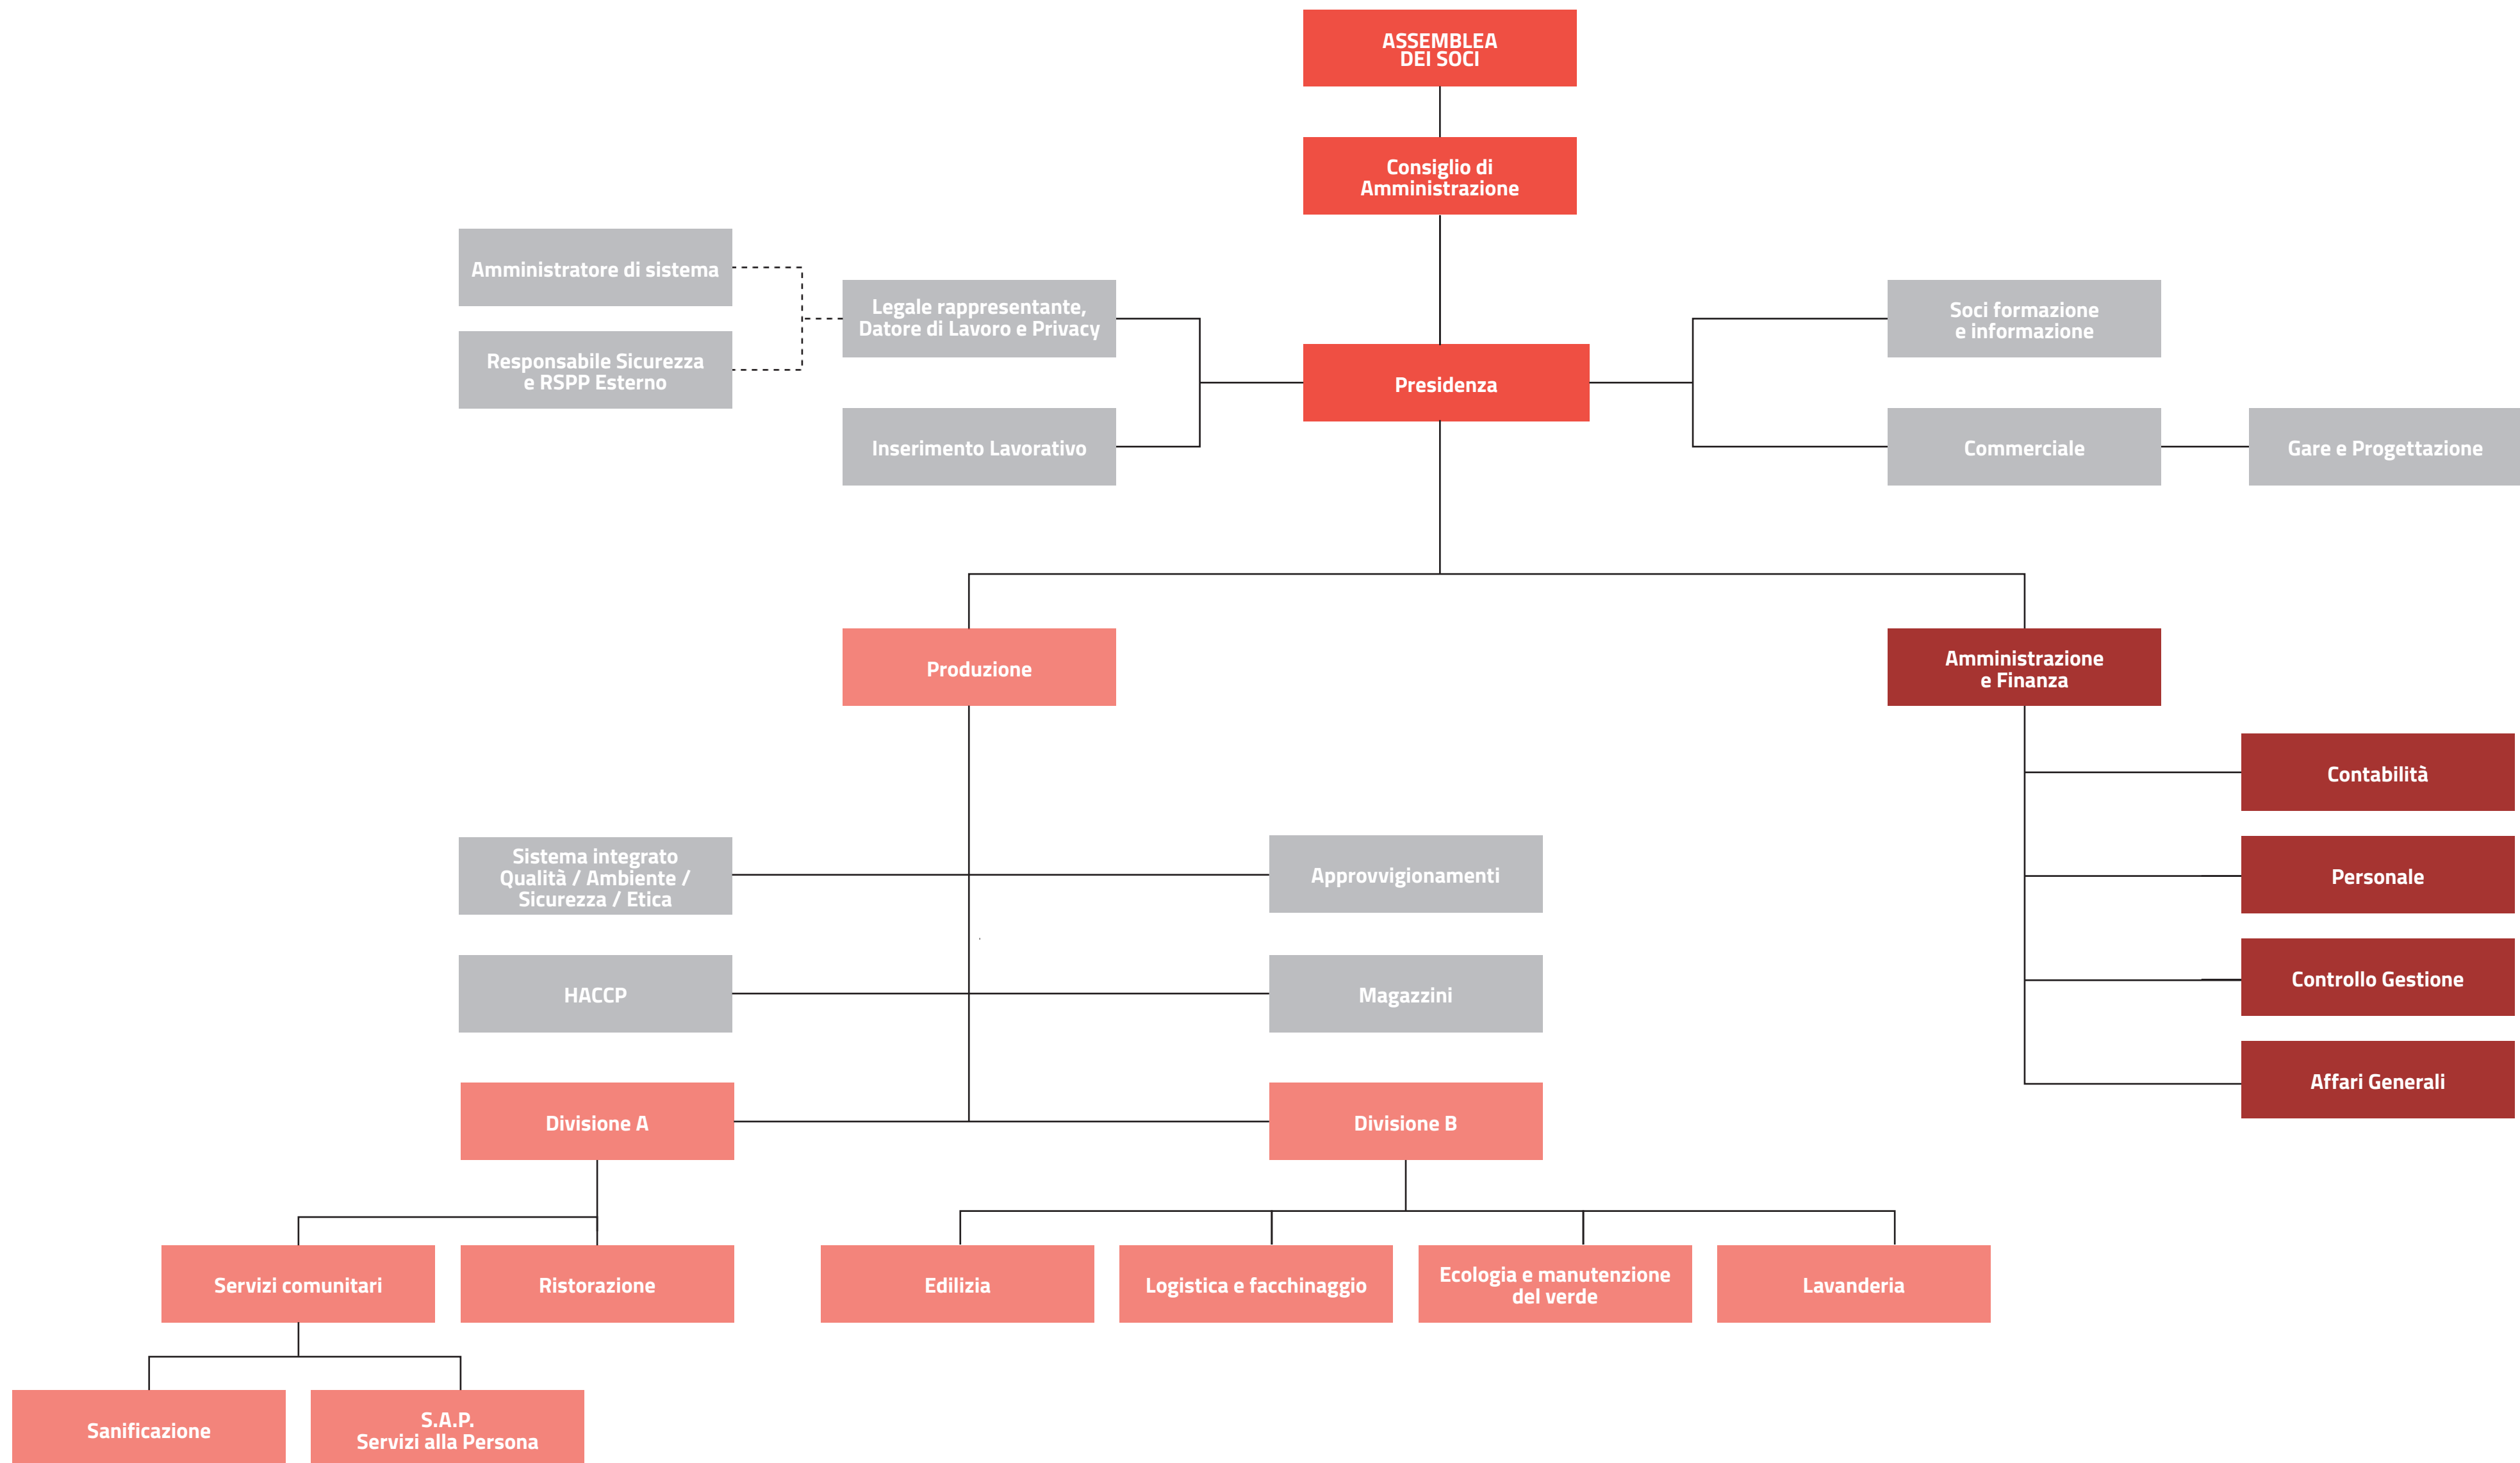 ASSEMBLEA
DEI SOCI
Consiglio di
Amministrazione
Amministratore di sistema
Responsabile Sicurezza
e RSPP Esterno
Legale rappresentante,
Datore di Lavoro e Privacy
Inserimento Lavorativo
Presidenza
Soci formazione
e informazione
Commerciale
Gare e Progettazione
Produzione
Amministrazione
e Finanza
Contabilità
Personale
Controllo Gestione
Affari Generali
Sistema integrato
Qualità / Ambiente /
Sicurezza / Etica
Approvvigionamenti
HACCP
Magazzini
Divisione A
Divisione B
Servizi comunitari
Ristorazione
Edilizia
Logistica e facchinaggio
Ecologia e manutenzione
del verde
Lavanderia
Sanificazione
S.A.P.
Servizi alla Persona